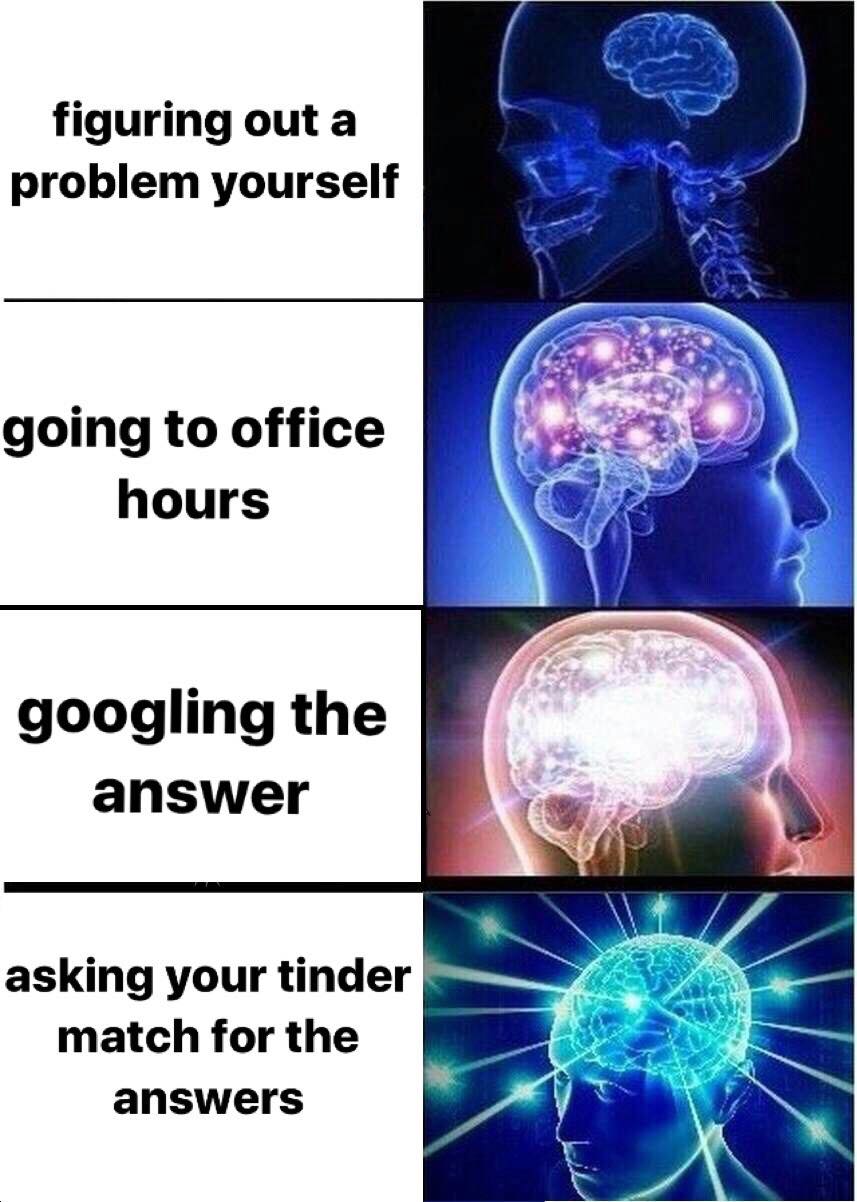 figuring out a
problem yourself
going to office
hours
googling the
answer
asking your tinder
match for the
answers